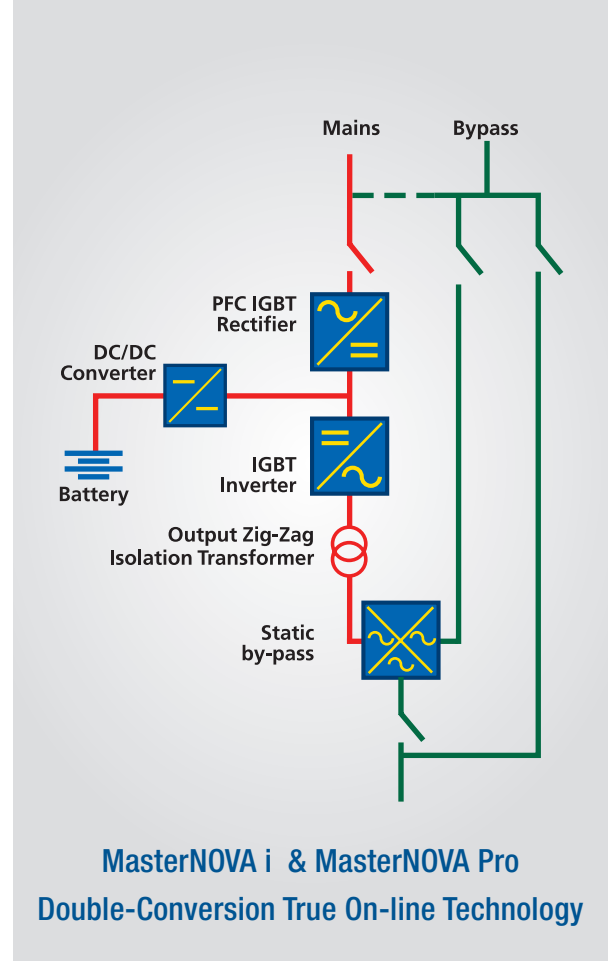 Mains
Bypass
PFC IGBT
Rectifier
DC/DC
Converter
Battery
IGBT
Inverter
Output Zig-Zag
Isolation Transformer
Static
by-pass
MasterNOVA i & MasterNOVA Pro
Double-Conversion True On-line Technology